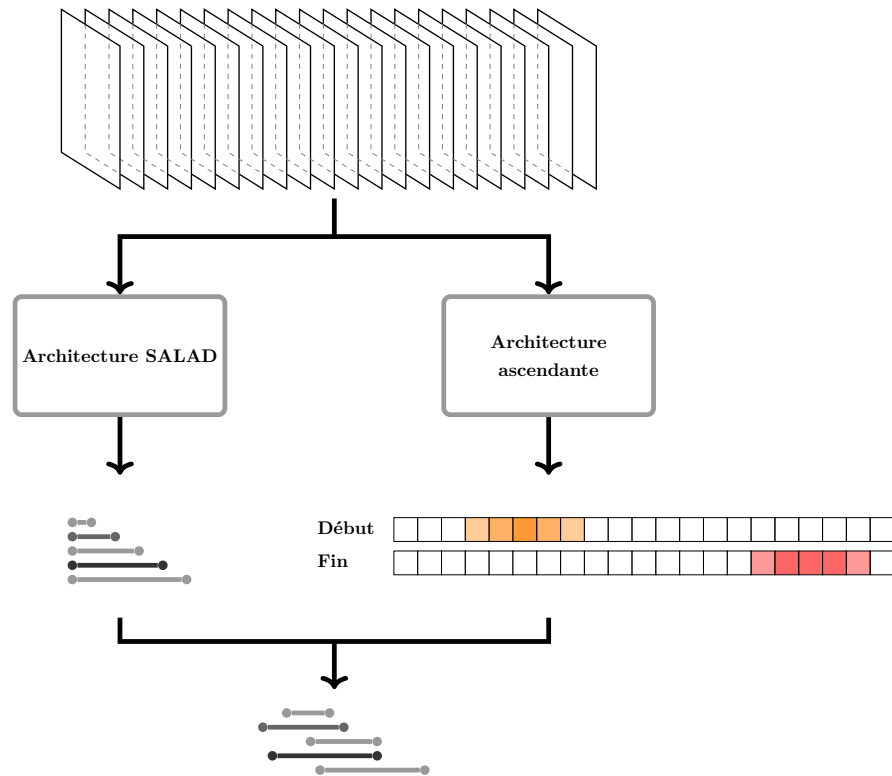 Architecture SALAD
Architecture
ascendante
Début
Fin